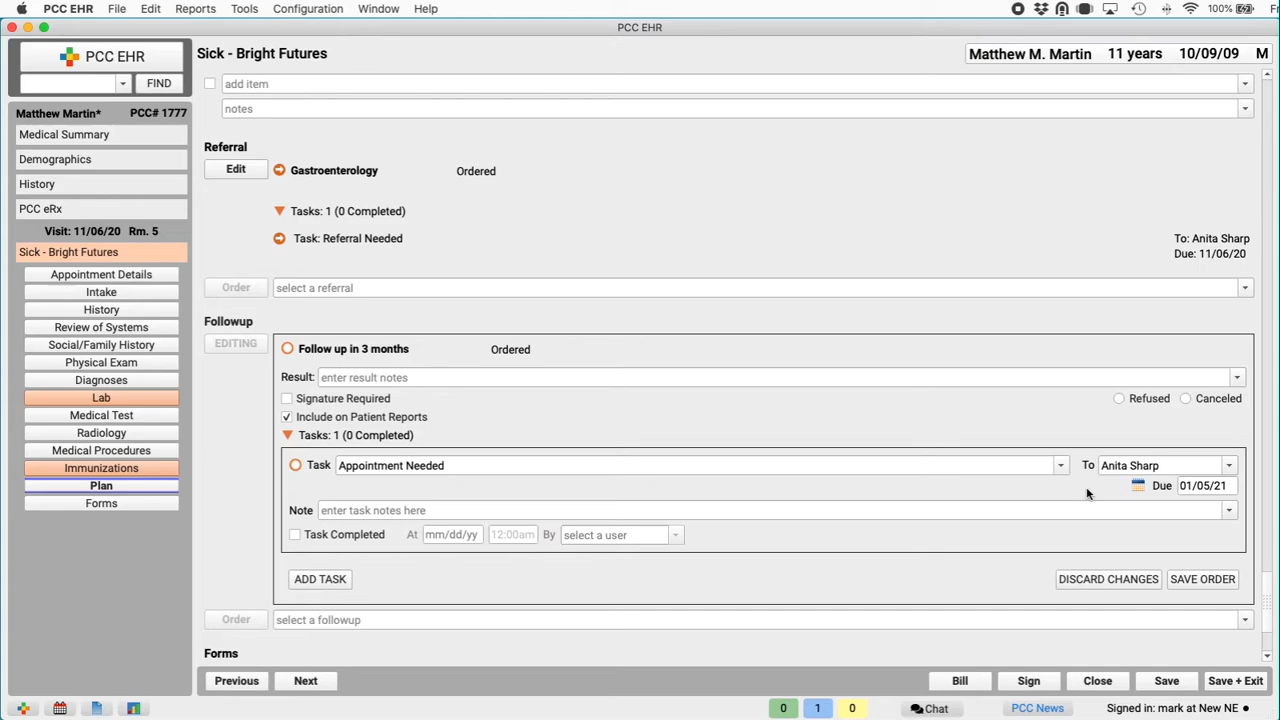 PCC EHR File Edit Reports Tools Configuration Window Help 100% Fr
PCC EHR
PCC EHR
FIND
Matthew Martin* PCC# 1777
Medical Summary
Demographics
History
PCC eRx
Visit: 11/06/20 Rm. 5
Sick - Bright Futures
Appointment Details
Intake
History
Review of Systems
Social/Family History
Physical Exam
Diagnoses
Lab
Medical Test
Radiology
Medical Procedures
Immunizations
Plan
Forms
Sick - Bright Futures Matthew M. Martin 11 years 10/09/09 M
add item
notes
Referral
Edit Gastroenterology Ordered
Tasks: 1 (0 Completed)
Task: Referral Needed To: Anita Sharp
Due: 11/06/20
Order select a referral
Followup
EDITING Follow up in 3 months Ordered
Result: enter result notes
Signature Required Refused Canceled
Include on Patient Reports
Tasks: 1 (0 Completed)
Task Appointment Needed To Anita Sharp
Due 01/05/21
Note enter task notes here
Task Completed At mm/dd/yy 12:00am By select a user
ADD TASK DISCARD CHANGES SAVE ORDER
Order select a followup
Forms
Previous Next Bill Sign Close Save Save + Exit
0 1 0 Chat PCC News Signed in: mark at New NE